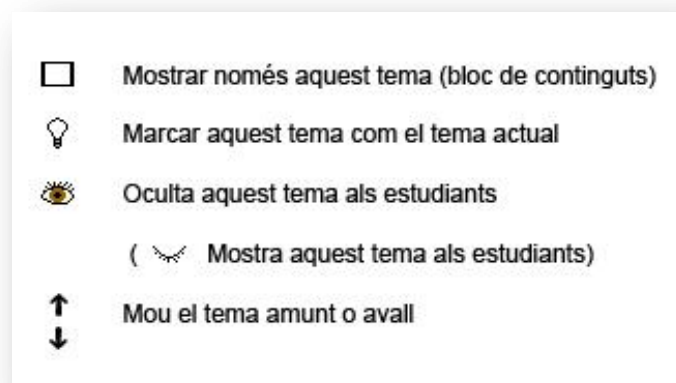 Mostrar només aquest tema (bloc de continguts)
Marcar aquest tema com el tema actual
Oculta aquest tema als estudiants
( Mostra aquest tema als estudiants)
Mou el tema amunt o avall